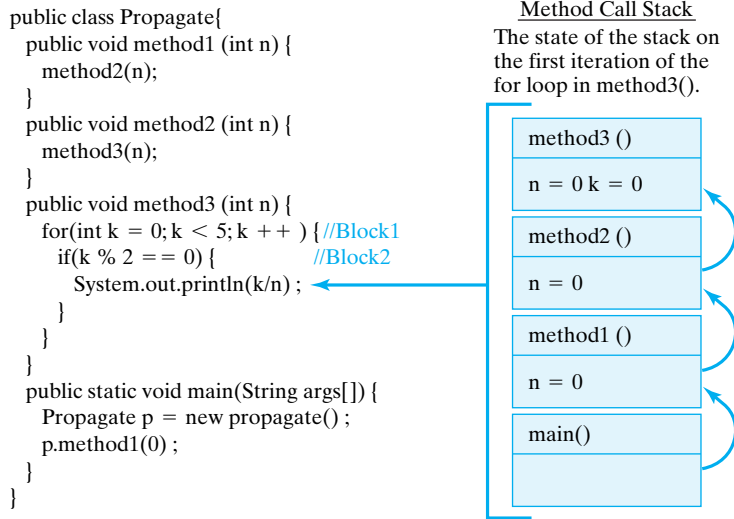 public class Propagate{
public void method1 (int n) {
method2(n);
}
public void method2 (int n) {
method3(n);
}
public void method3 (int n) {
for(int k = 0; k < 5; k ++ ) { //Block1
if(k % 2 == 0) { //Block2
System.out.println(k/n) ;
}
}
}
public static void main(String args[]) {
Propagate p = new propagate() ;
p.method1(0) ;
}
}
Method Call Stack
The state of the stack on
the first iteration of the
for loop in method3().
method3 ()
n = 0 k = 0
method2 ()
n = 0
method1 ()
n = 0
main()